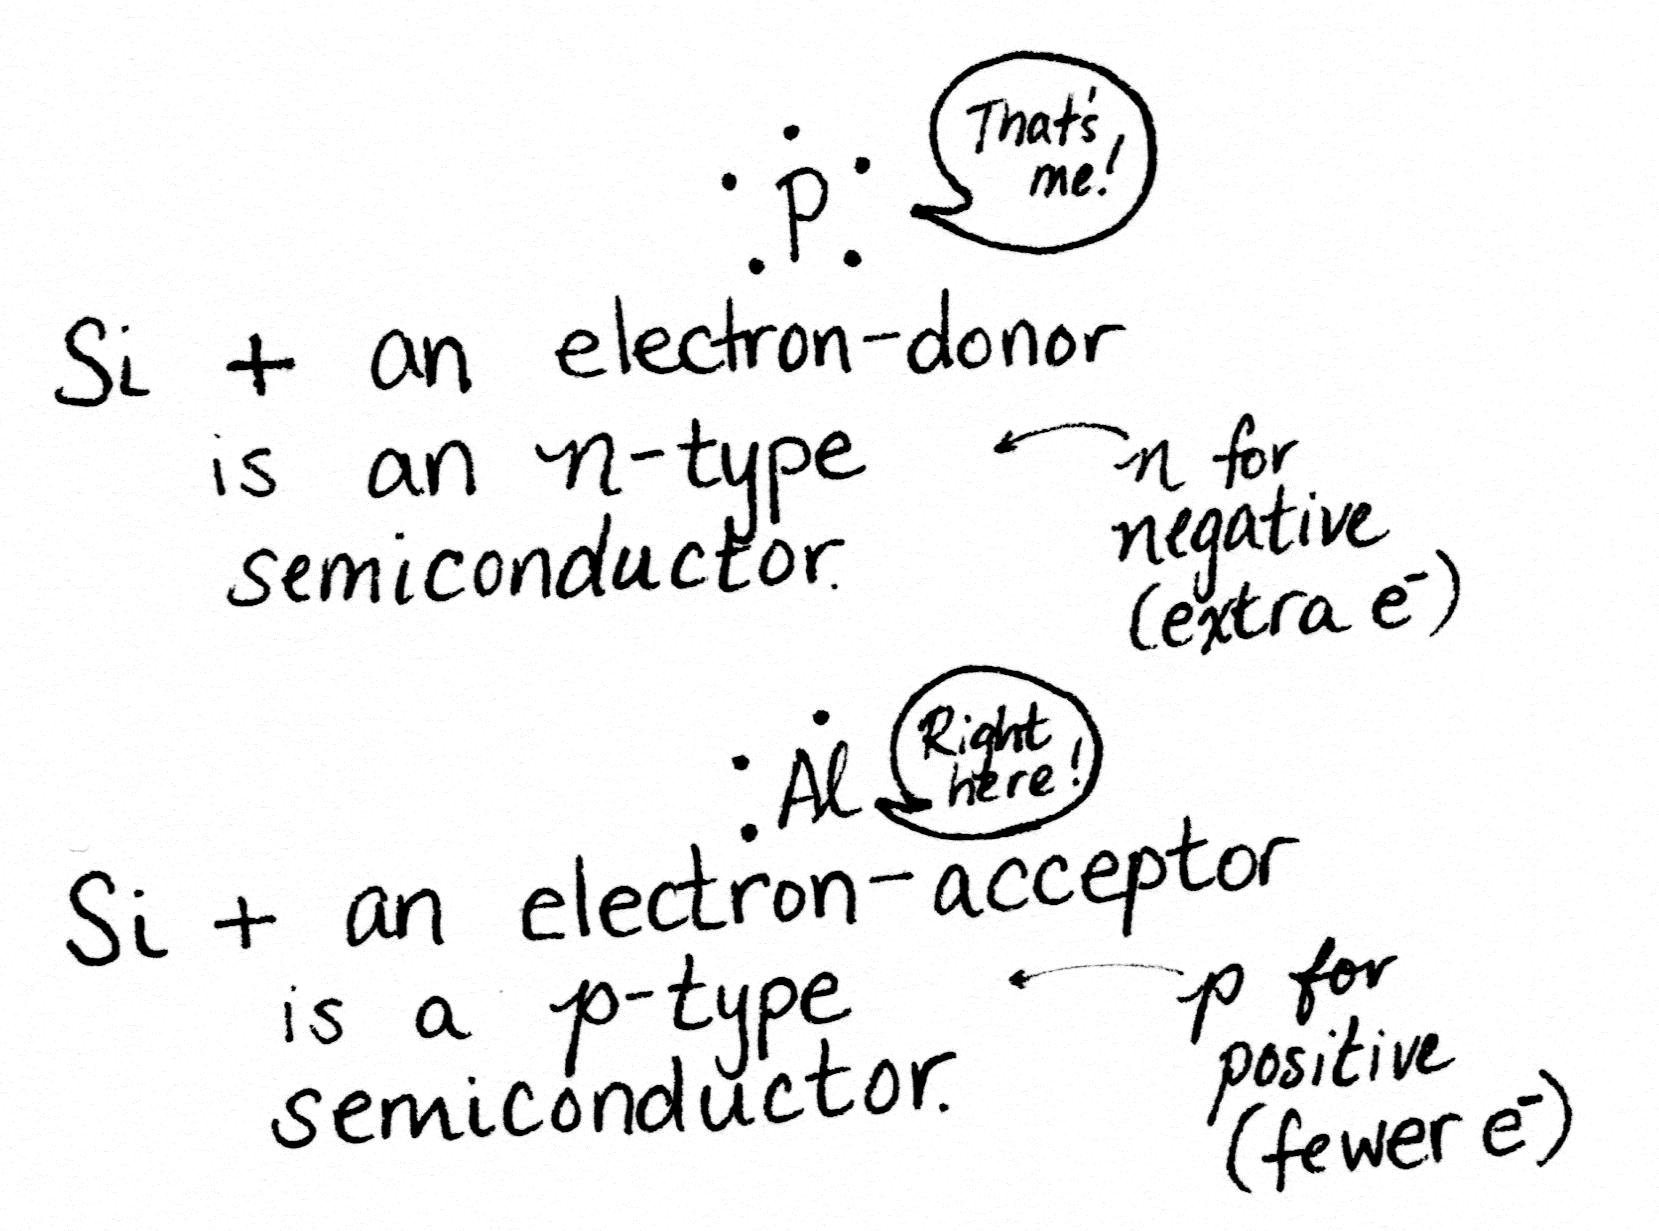 That's
me!
P
Si + an electron-donor
is an n-type
semiconductor.
n for
negative
(extra e⁻)
Right
here!
Al
Si + an electron-acceptor
is a p-type
semiconductor.
p for
positive
(fewer e⁻)